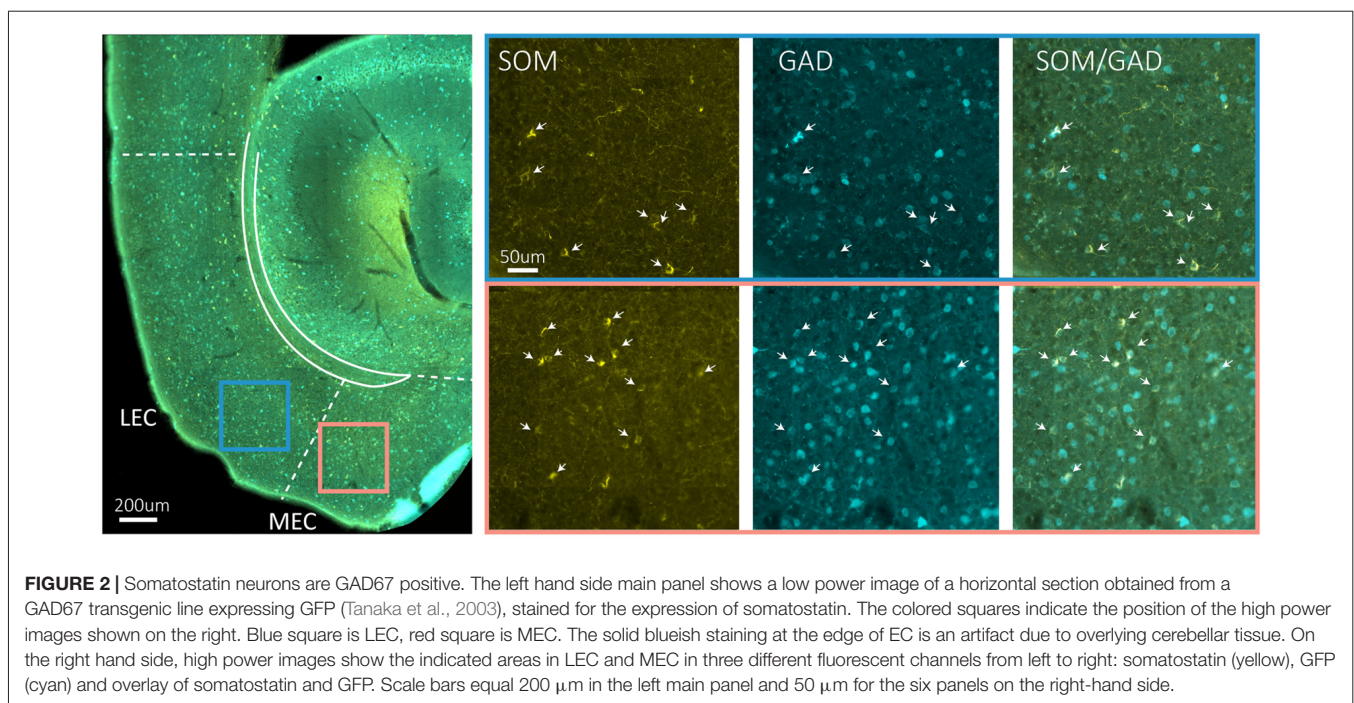 SOM
GAD
SOM/GAD
50um
LEC
200um
MEC
FIGURE 2 | Somatostatin neurons are GAD67 positive. The left hand side main panel shows a low power image of a horizontal section obtained from a
GAD67 transgenic line expressing GFP (Tanaka et al., 2003), stained for the expression of somatostatin. The colored squares indicate the position of the high power
images shown on the right. Blue square is LEC, red square is MEC. The solid blueish staining at the edge of EC is an artifact due to overlying cerebellar tissue. On
the right hand side, high power images show the indicated areas in LEC and MEC in three different fluorescent channels from left to right: somatostatin (yellow), GFP
(cyan) and overlay of somatostatin and GFP. Scale bars equal 200 μm in the left main panel and 50 μm for the six panels on the right-hand side.